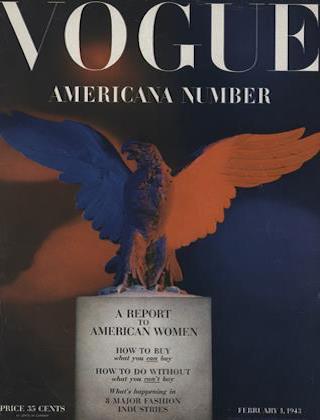 VOGUE
AMERICANA NUMBER
A REPORT
TO
AMERICAN WOMEN
HOW TO BUY
what you can buy
HOW TO DO WITHOUT
what you can't buy
What's happening in
8 MAJOR FASHION
INDUSTRIES
PRICE 35 CENTS
FEBRUARY 1, 1943